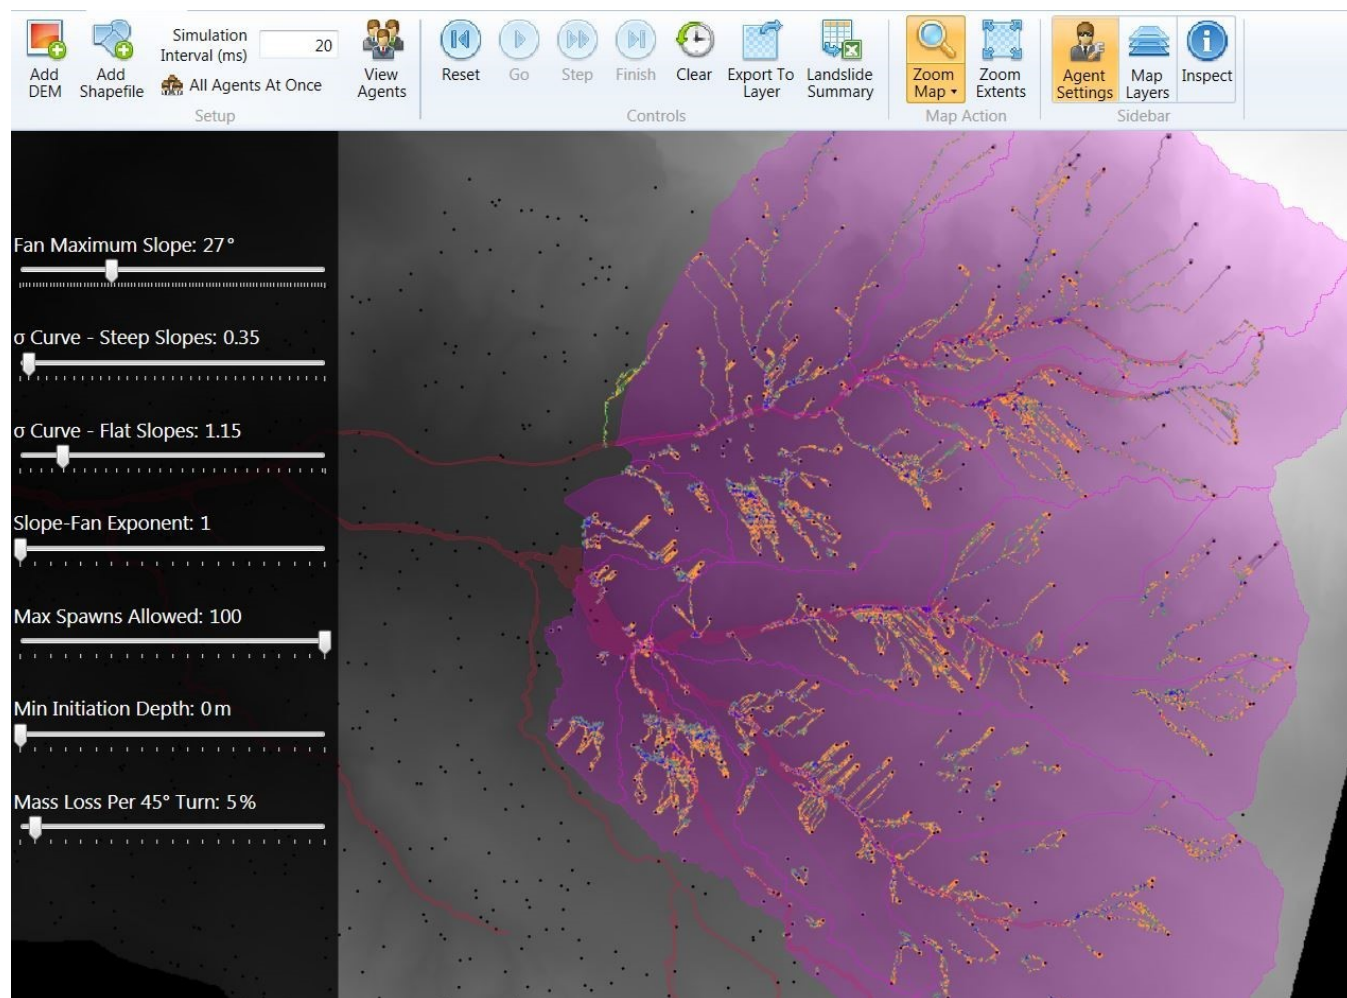 Add
DEM
Add
Shapefile
Simulation
Interval (ms)
20
All Agents At Once
Setup
View
Agents
Reset
Go
Step
Finish
Clear
Export To
Layer
Landslide
Summary
Controls
Zoom
Map
Zoom
Extents
Map Action
Agent
Settings
Map
Layers
Inspect
Sidebar
Fan Maximum Slope: 27°
σ Curve - Steep Slopes: 0.35
σ Curve - Flat Slopes: 1.15
Slope-Fan Exponent: 1
Max Spawns Allowed: 100
Min Initiation Depth: 0 m
Mass Loss Per 45° Turn: 5 %